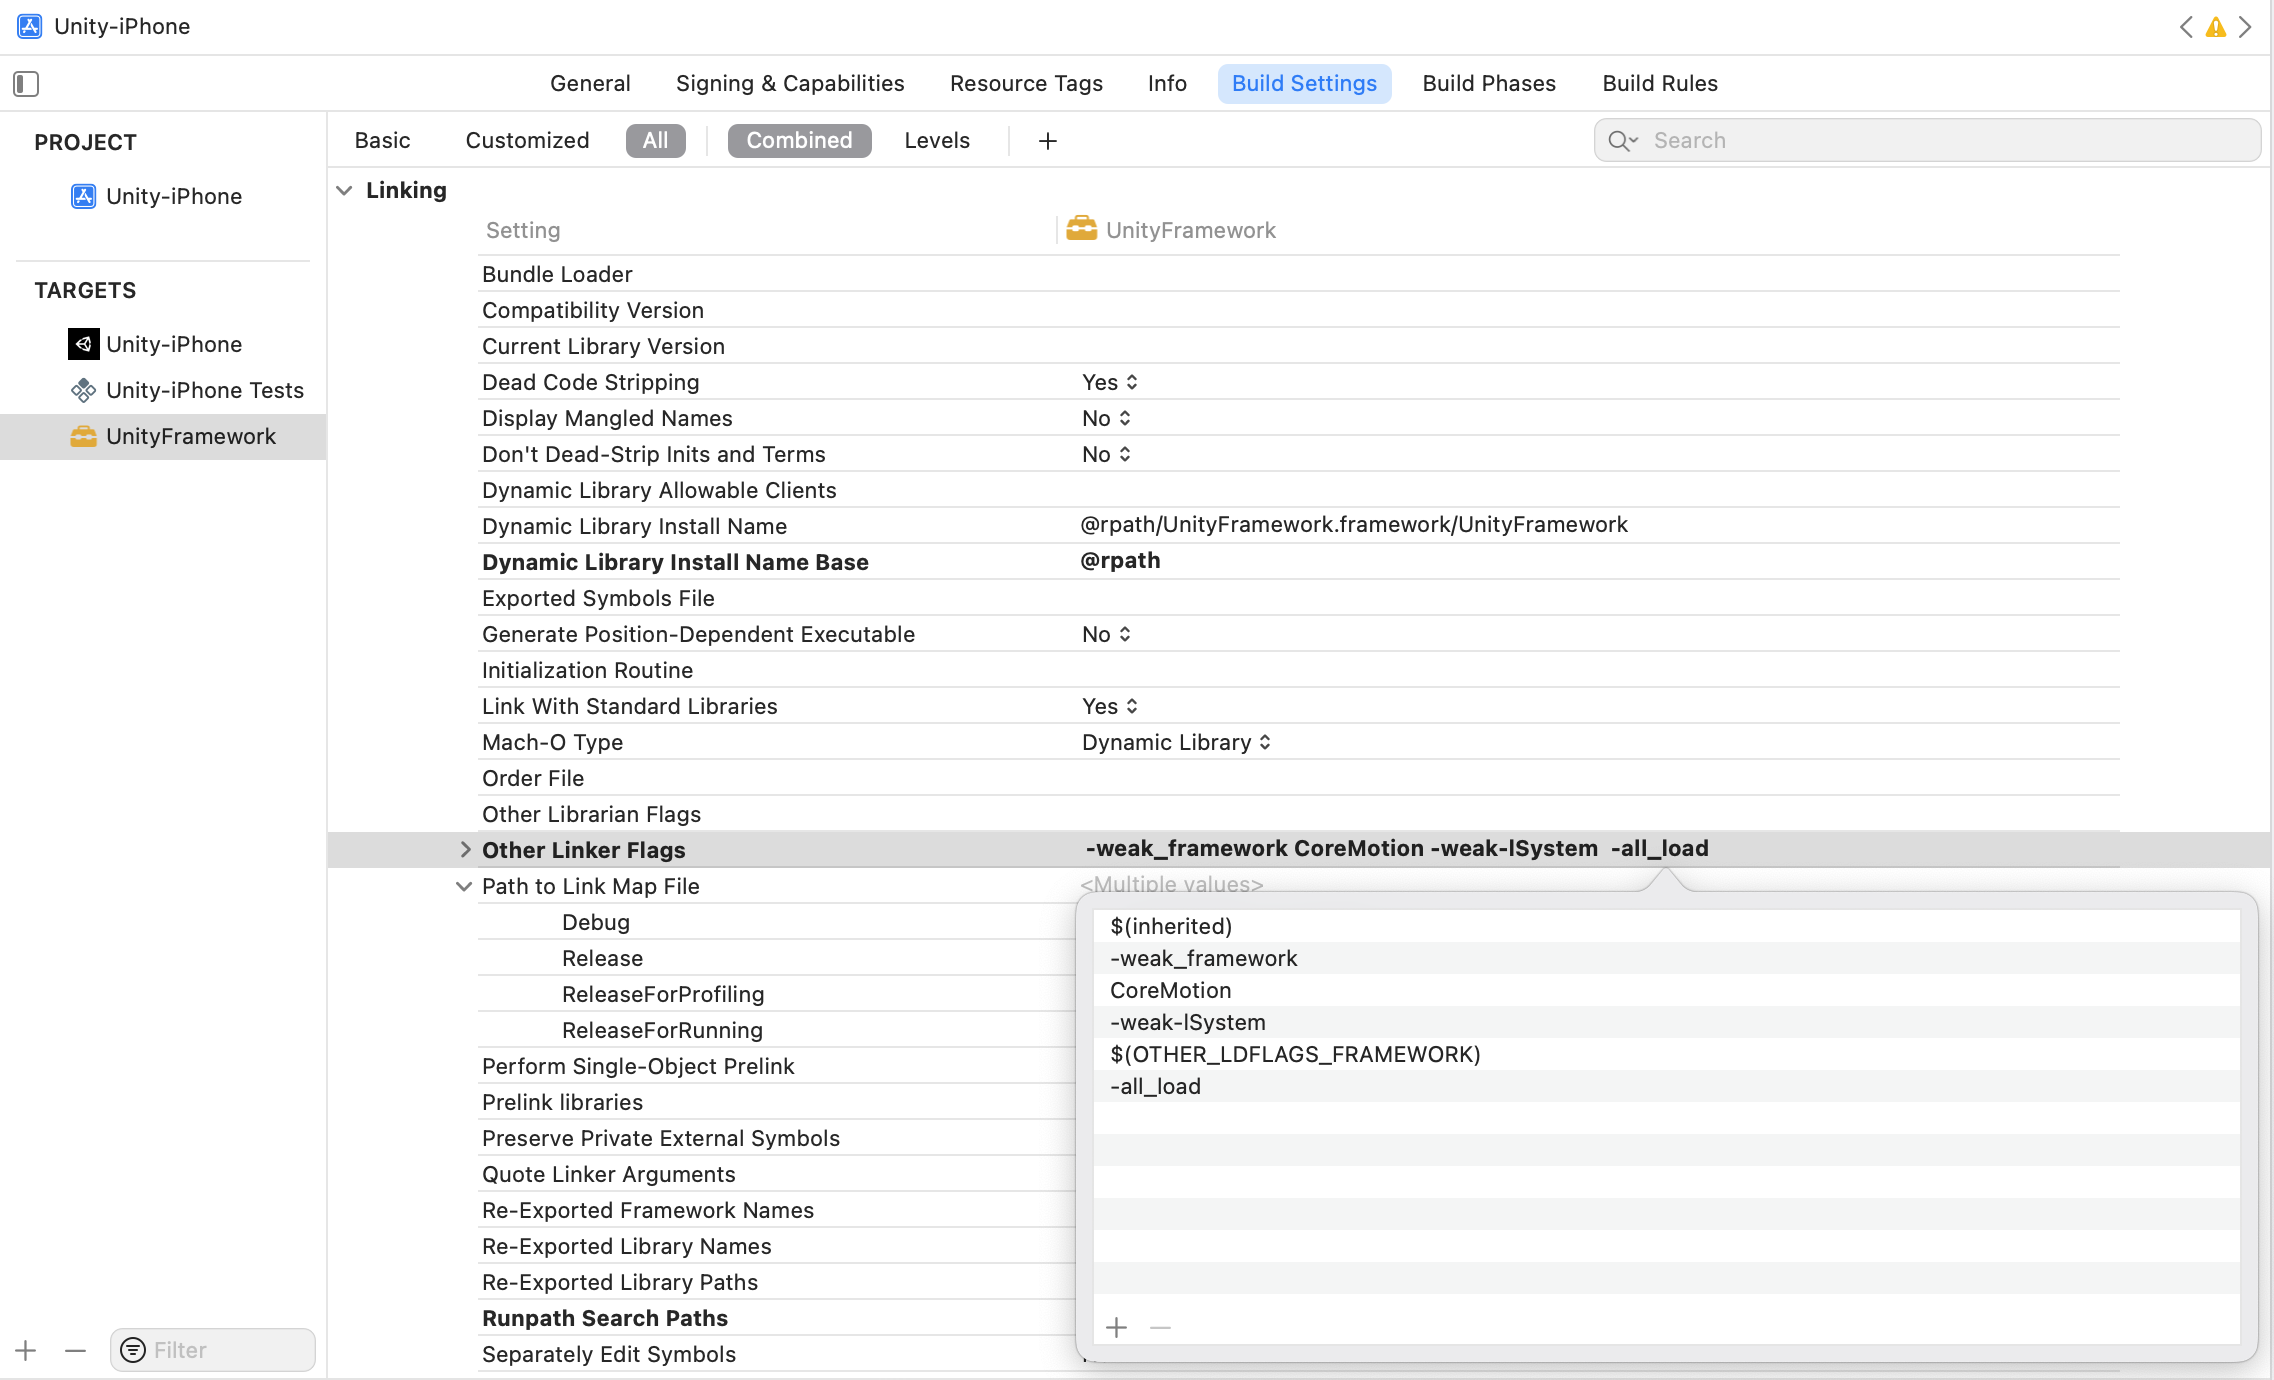 Unity-iPhone
General Signing & Capabilities Resource Tags Info Build Settings Build Phases Build Rules
PROJECT
Unity-iPhone
TARGETS
Unity-iPhone
Unity-iPhone Tests
UnityFramework
Filter
Basic Customized All Combined Levels Search
Linking
Setting UnityFramework
Bundle Loader
Compatibility Version
Current Library Version
Dead Code Stripping Yes
Display Mangled Names No
Don't Dead-Strip Inits and Terms No
Dynamic Library Allowable Clients
Dynamic Library Install Name @rpath/UnityFramework.framework/UnityFramework
Dynamic Library Install Name Base @rpath
Exported Symbols File
Generate Position-Dependent Executable No
Initialization Routine
Link With Standard Libraries Yes
Mach-O Type Dynamic Library
Order File
Other Librarian Flags
Other Linker Flags -weak_framework CoreMotion -weak-lSystem -all_load
Path to Link Map File <Multiple values>
Debug
Release
ReleaseForProfiling
ReleaseForRunning
Perform Single-Object Prelink
Prelink libraries
Preserve Private External Symbols
Quote Linker Arguments
Re-Exported Framework Names
Re-Exported Library Names
Re-Exported Library Paths
Runpath Search Paths
Separately Edit Symbols
$(inherited)
-weak_framework
CoreMotion
-weak-lSystem
$(OTHER_LDFLAGS_FRAMEWORK)
-all_load